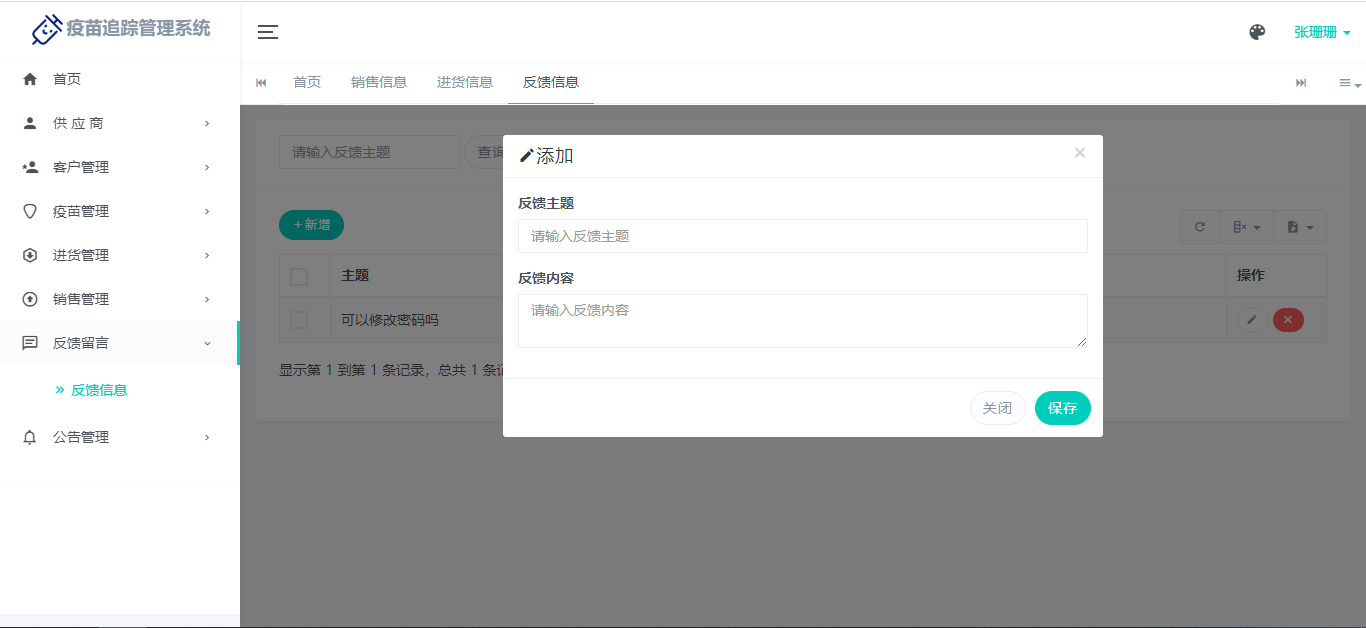 疫苗追踪管理系统
张珊珊
首页
供 应 商
客户管理
疫苗管理
进货管理
销售管理
反馈留言
反馈信息
公告管理
首页 销售信息 进货信息 反馈信息
请输入反馈主题 查询
+新增
主题 操作
可以修改密码吗
显示第 1 到第 1 条记录，总共 1 条
添加
反馈主题
请输入反馈主题
反馈内容
请输入反馈内容
关闭 保存